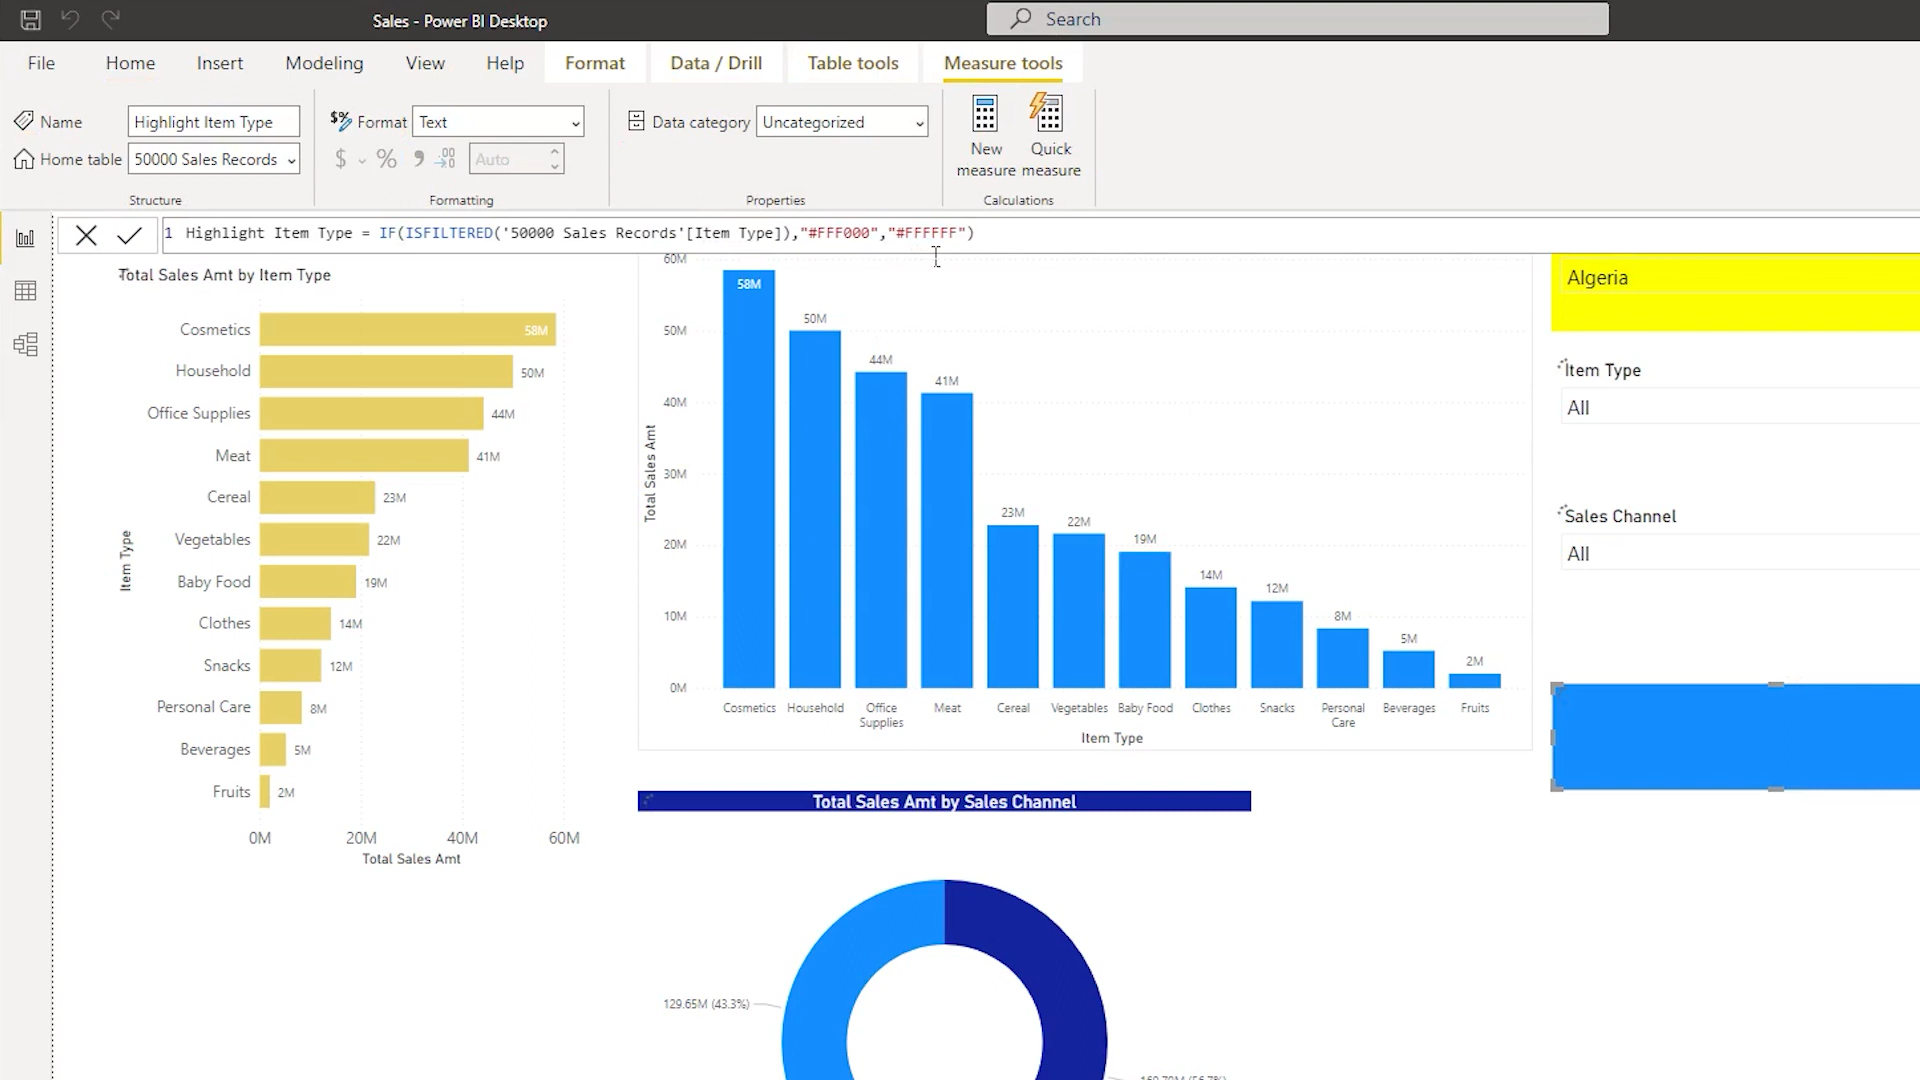 Sales - Power BI Desktop
Search
File Home Insert Modeling View Help Format Data / Drill Table tools Measure tools
Name Highlight Item Type
Home table 50000 Sales Records
Structure
$% Format Text
$ % 9 .00 Auto
Formatting
Data category Uncategorized
Properties
New measure
Quick measure
Calculations
1 Highlight Item Type = IF(ISFILTERED('50000 Sales Records'[Item Type]),"#FFF000","#FFFFFF")
Total Sales Amt by Item Type
Item Type
Cosmetics 58M
Household 50M
Office Supplies 44M
Meat 41M
Cereal 23M
Vegetables 22M
Baby Food 19M
Clothes 14M
Snacks 12M
Personal Care 8M
Beverages 5M
Fruits 2M
0M 20M 40M 60M
Total Sales Amt
Total Sales Amt
60M
50M
40M
30M
20M
10M
0M
58M 50M 44M 41M 23M 22M 19M 14M 12M 8M 5M 2M
Cosmetics Household Office Supplies Meat Cereal Vegetables Baby Food Clothes Snacks Personal Care Beverages Fruits
Item Type
Algeria
Item Type
All
Sales Channel
All
Total Sales Amt by Sales Channel
129.65M (43.3%)